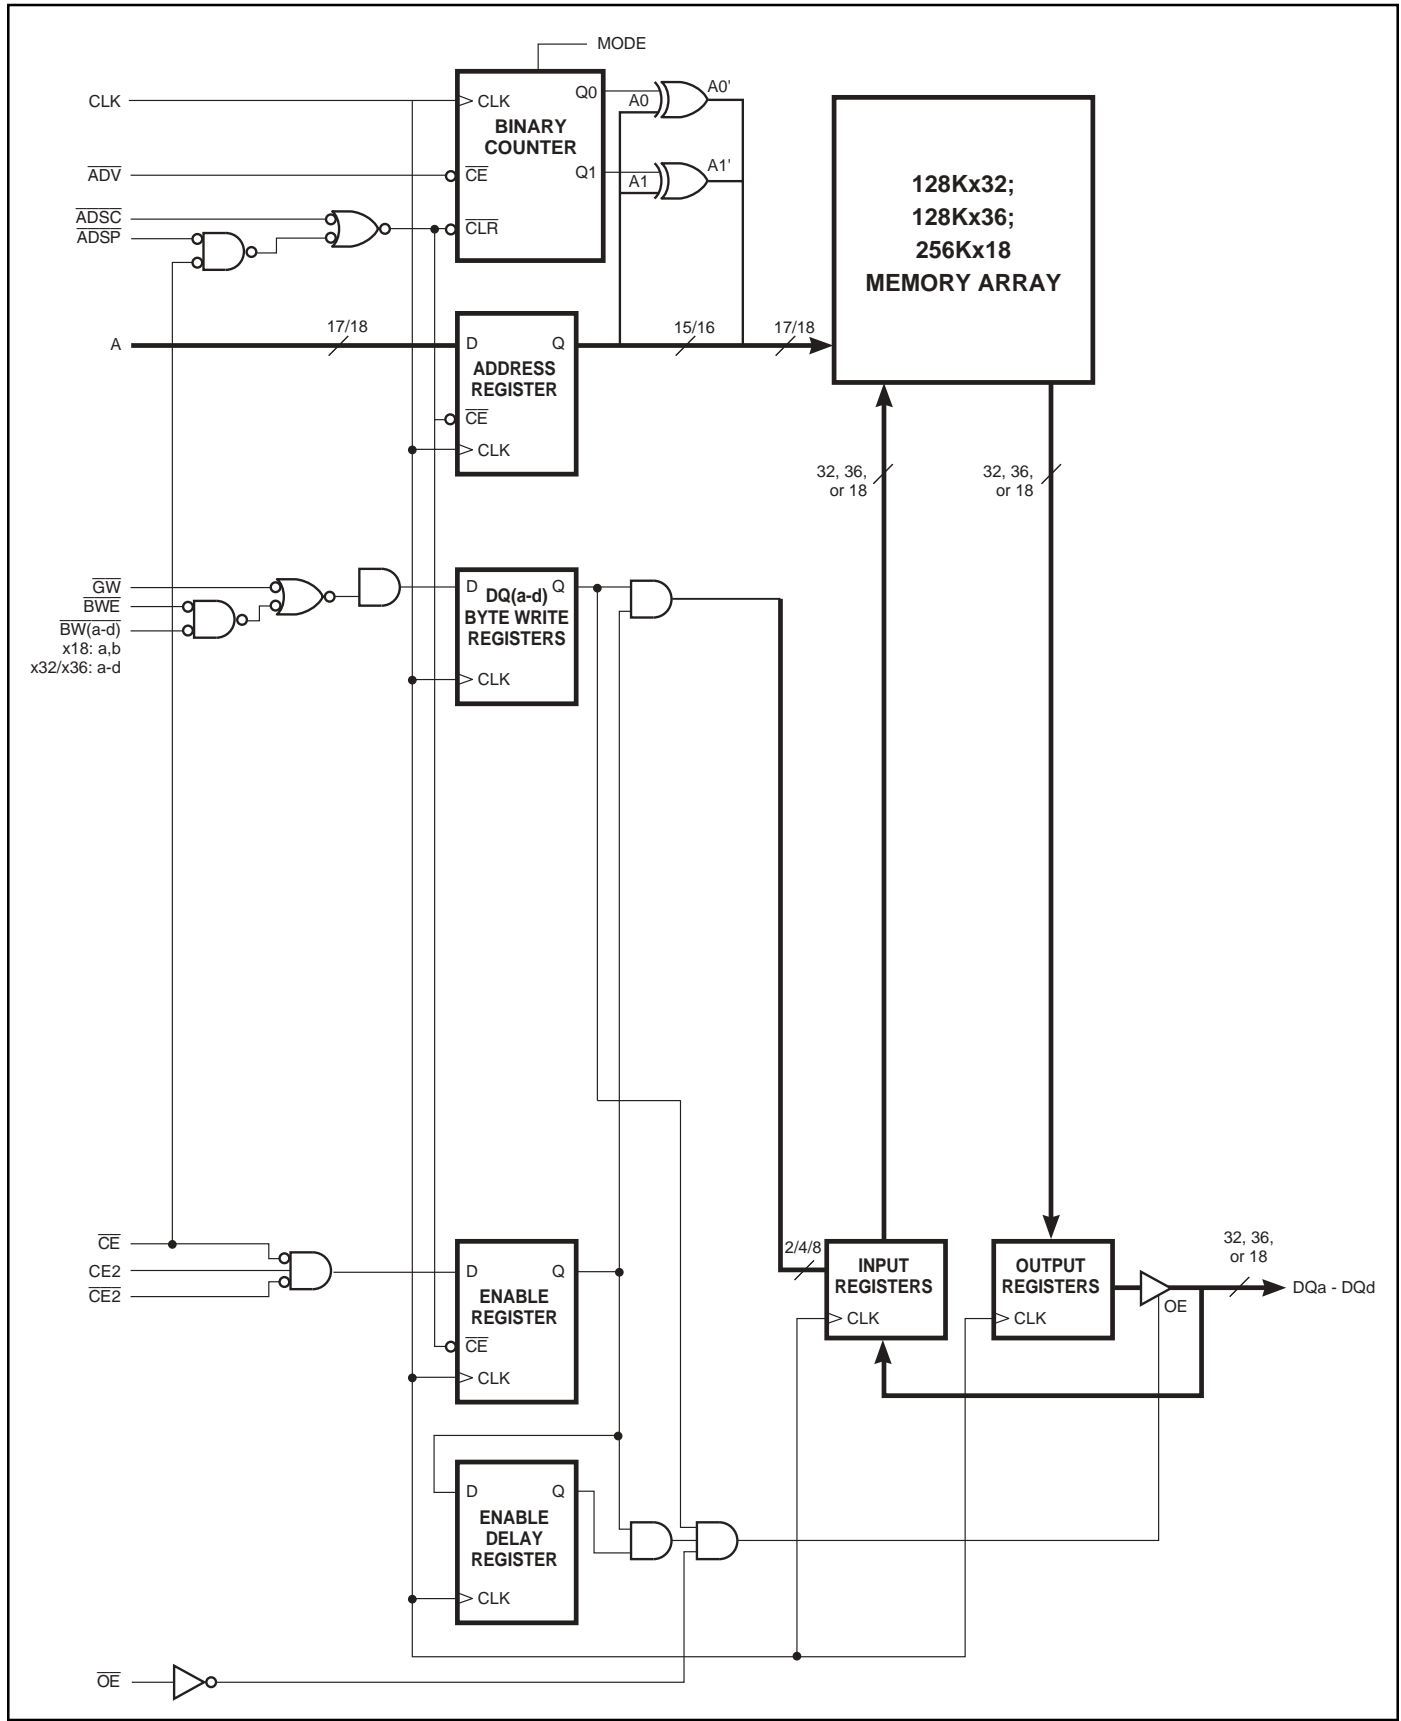 MODE
CLK
CLK
Q0
A0
A0'
BINARY
COUNTER
ADV
CE
Q1
A1
A1'
ADSC
ADSP
CLR
128Kx32;
128Kx36;
256Kx18
MEMORY ARRAY
A
17/18
D
Q
15/16
17/18
ADDRESS
REGISTER
CE
CLK
32, 36,
or 18
32, 36,
or 18
GW
BWE
BW(a-d)
x18: a,b
x32/x36: a-d
D
Q
DQ(a-d)
BYTE WRITE
REGISTERS
CLK
CE
CE2
CE2
D
Q
ENABLE
REGISTER
CE
CLK
2/4/8
INPUT
REGISTERS
CLK
OUTPUT
REGISTERS
CLK
OE
32, 36,
or 18
DQa - DQd
D
Q
ENABLE
DELAY
REGISTER
CLK
OE